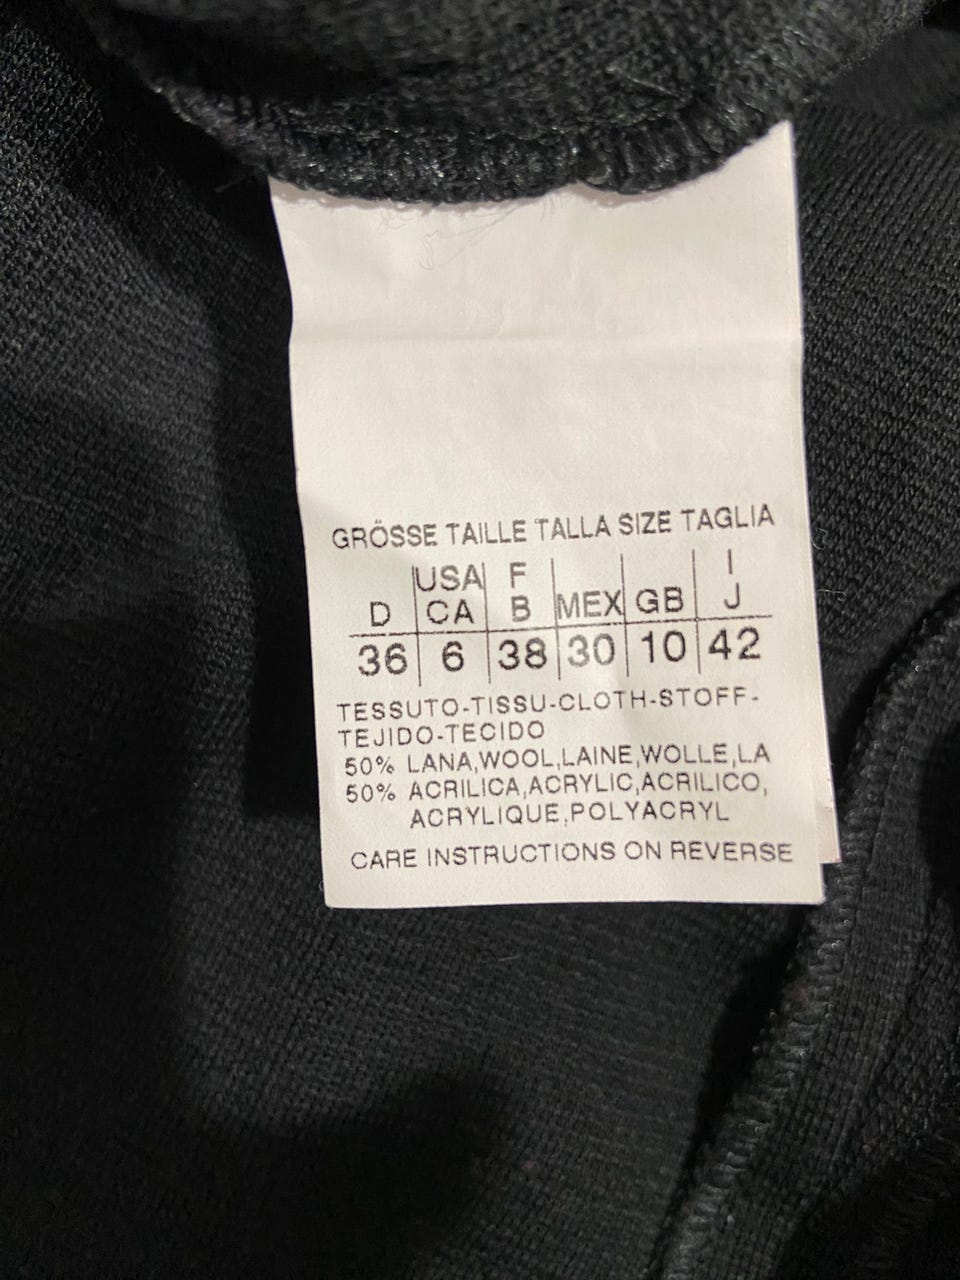 GRÖSSE TAILLE TALLA SIZE TAGLIA
D USA CA F B MEX GB I J
36 6 38 30 10 42
TESSUTO-TISSU-CLOTH-STOFF-
TEJIDO-TECIDO
50% LANA,WOOL,LAINE,WOLLE,LA
50% ACRILICA,ACRYLIC,ACRILICO,
ACRYLIQUE,POLYACRYL
CARE INSTRUCTIONS ON REVERSE